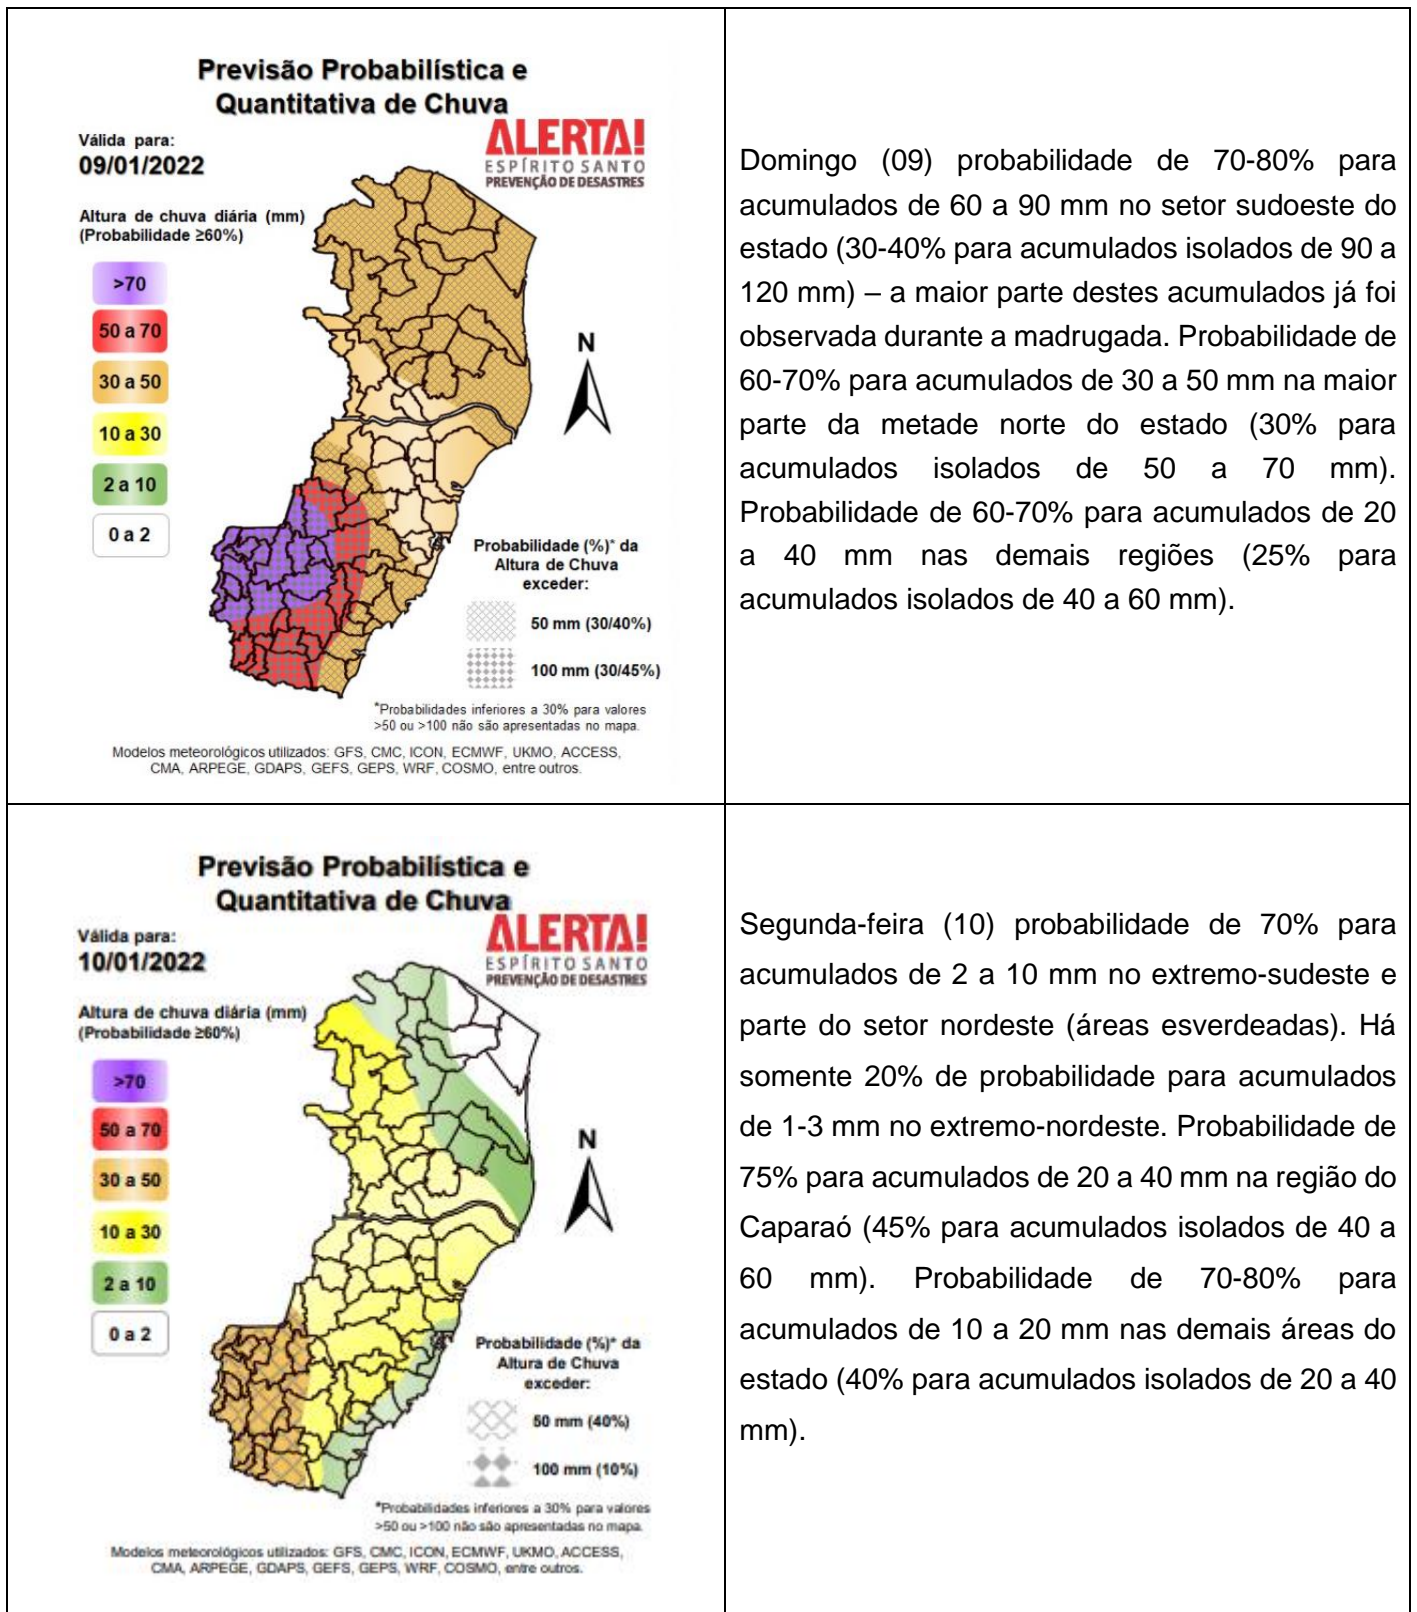 Previsão Probabilística e
Quantitativa de Chuva
ALERTA!
ESPÍRITO SANTO
PREVENÇÃO DE DESASTRES
Válida para:
09/01/2022
Altura de chuva diária (mm)
(Probabilidade ≥60%)
>70
50 a 70
30 a 50
10 a 30
2 a 10
0 a 2
N
Probabilidade (%)* da
Altura de Chuva
exceder:
50 mm (30/40%)
100 mm (30/45%)
*Probabilidades inferiores a 30% para valores
>50 ou >100 não são apresentadas no mapa.
Modelos meteorológicos utilizados: GFS, CMC, ICON, ECMWF, UKMO, ACCESS,
CMA, ARPEGE, GDAPS, GEFS, GEPS, WRF, COSMO, entre outros.
Domingo (09) probabilidade de 70-80% para
acumulados de 60 a 90 mm no setor sudoeste do
estado (30-40% para acumulados isolados de 90 a
120 mm) – a maior parte destes acumulados já foi
observada durante a madrugada. Probabilidade de
60-70% para acumulados de 30 a 50 mm na maior
parte da metade norte do estado (30% para
acumulados isolados de 50 a 70 mm).
Probabilidade de 60-70% para acumulados de 20
a 40 mm nas demais regiões (25% para
acumulados isolados de 40 a 60 mm).
Previsão Probabilística e
Quantitativa de Chuva
ALERTA!
ESPÍRITO SANTO
PREVENÇÃO DE DESASTRES
Válida para:
10/01/2022
Altura de chuva diária (mm)
(Probabilidade ≥60%)
>70
50 a 70
30 a 50
10 a 30
2 a 10
0 a 2
N
Probabilidade (%)* da
Altura de Chuva
exceder:
50 mm (40%)
100 mm (10%)
*Probabilidades inferiores a 30% para valores
>50 ou >100 não são apresentadas no mapa.
Modelos meteorológicos utilizados: GFS, CMC, ICON, ECMWF, UKMO, ACCESS,
CMA, ARPEGE, GDAPS, GEFS, GEPS, WRF, COSMO, entre outros.
Segunda-feira (10) probabilidade de 70% para
acumulados de 2 a 10 mm no extremo-sudeste e
parte do setor nordeste (áreas esverdeadas). Há
somente 20% de probabilidade para acumulados
de 1-3 mm no extremo-nordeste. Probabilidade de
75% para acumulados de 20 a 40 mm na região do
Caparaó (45% para acumulados isolados de 40 a
60 mm). Probabilidade de 70-80% para
acumulados de 10 a 20 mm nas demais áreas do
estado (40% para acumulados isolados de 20 a 40
mm).